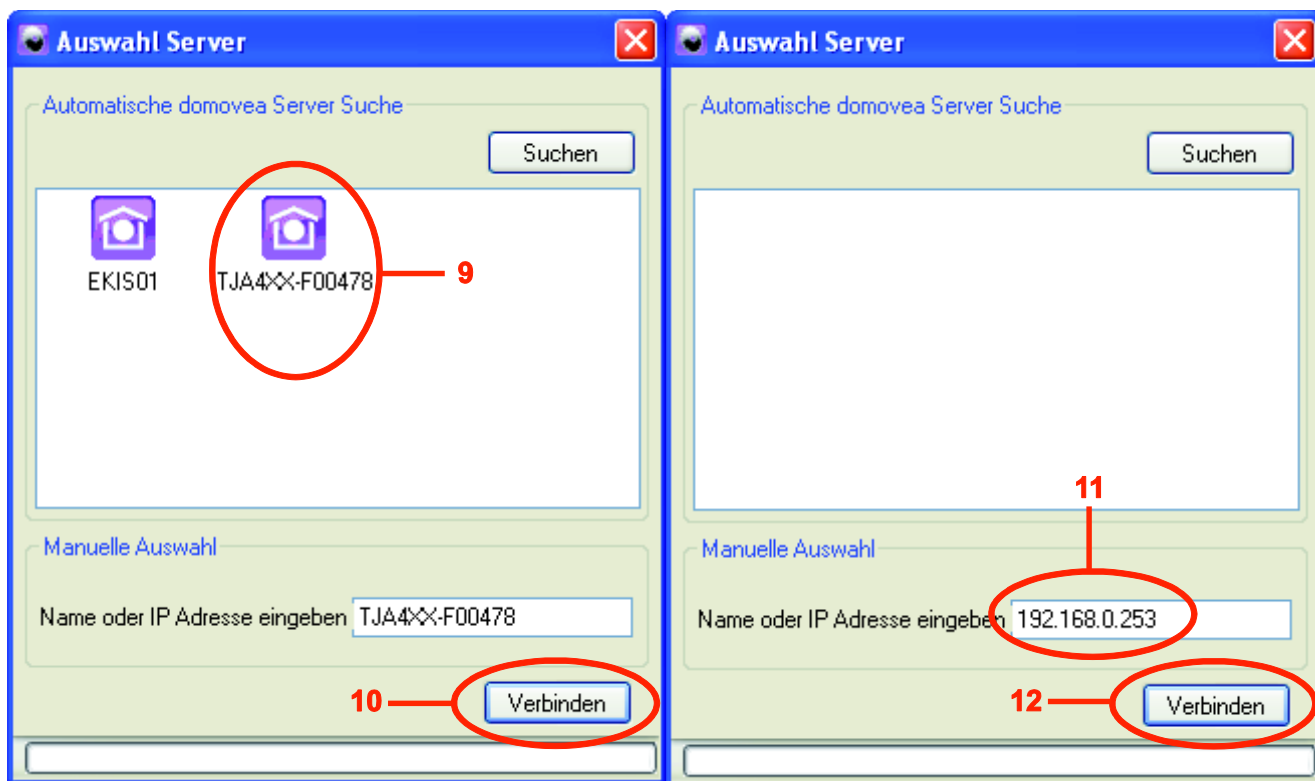 Auswahl Server
Automatische domovea Server Suche
Suchen
EKIS01
TJA4XX-F00478
9
Manuelle Auswahl
Name oder IP Adresse eingeben TJA4XX-F00478
10
Verbinden
Auswahl Server
Automatische domovea Server Suche
Suchen
11
Manuelle Auswahl
Name oder IP Adresse eingeben 192.168.0.253
12
Verbinden